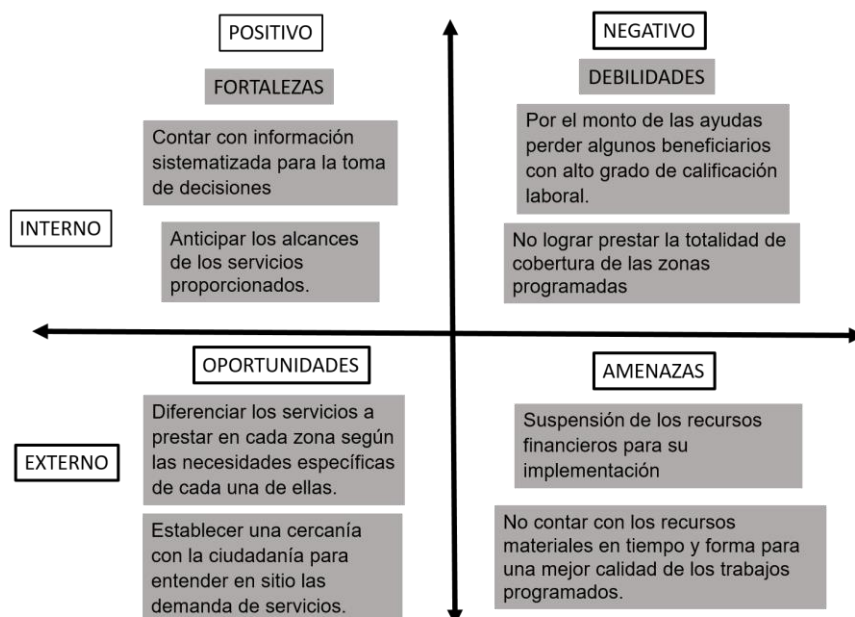 POSITIVO
NEGATIVO
FORTALEZAS
DEBILIDADES
Contar con información
sistematizada para la toma
de decisiones
Por el monto de las ayudas
perder algunos beneficiarios
con alto grado de calificación
laboral.
INTERNO
Anticipar los alcances
de los servicios
proporcionados.
No lograr prestar la totalidad de
cobertura de las zonas
programadas
OPORTUNIDADES
AMENAZAS
EXTERNO
Diferenciar los servicios a
prestar en cada zona según
las necesidades específicas
de cada una de ellas.
Suspensión de los recursos
financieros para su
implementación
Establecer una cercanía
con la ciudadanía para
entender en sitio las
demanda de servicios.
No contar con los recursos
materiales en tiempo y forma para
una mejor calidad de los trabajos
programados.